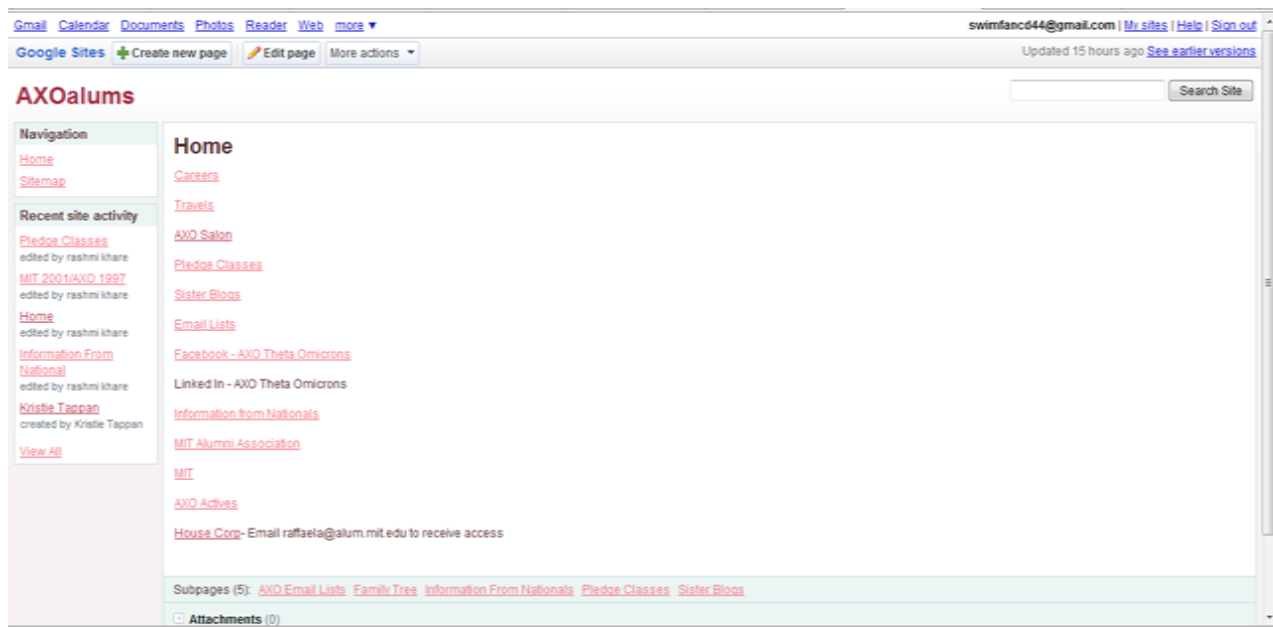 Gmail Calendar Documents Photos Reader Web more ▼
swimfancd44@gmail.com | My sites | Help | Sign out
Google Sites Create new page Edit page More actions
Updated 15 hours ago See earlier versions
AXOalums
Search Site
Navigation
Home
Sitemap
Recent site activity
Pledge Classes
edited by rashmi khare
MIT 2001/AXO 1997
edited by rashmi khare
Home
edited by rashmi khare
Information From
National
edited by rashmi khare
Kristie Tappan
created by Kristie Tappan
View All
Home
Careers
Travels
AXO Salon
Pledge Classes
Sister Blogs
Email Lists
Facebook - AXO Theta Omicrons
Linked In - AXO Theta Omicrons
Information from Nationals
MIT Alumni Association
MIT
AXO Actives
House Corp- Email raffaela@alum.mit.edu to receive access
Subpages (5): AXO Email Lists Family Tree Information From Nationals Pledge Classes Sister Blogs
Attachments (0)